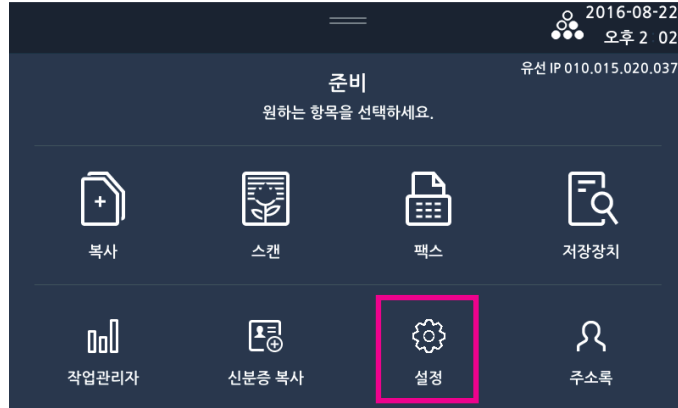 2016-08-22
오후 2 : 02
유선 IP 010.015.020.037
준비
원하는 항목을 선택하세요.
복사 스캔 팩스 저장장치
작업관리자 신분증 복사 설정 주소록